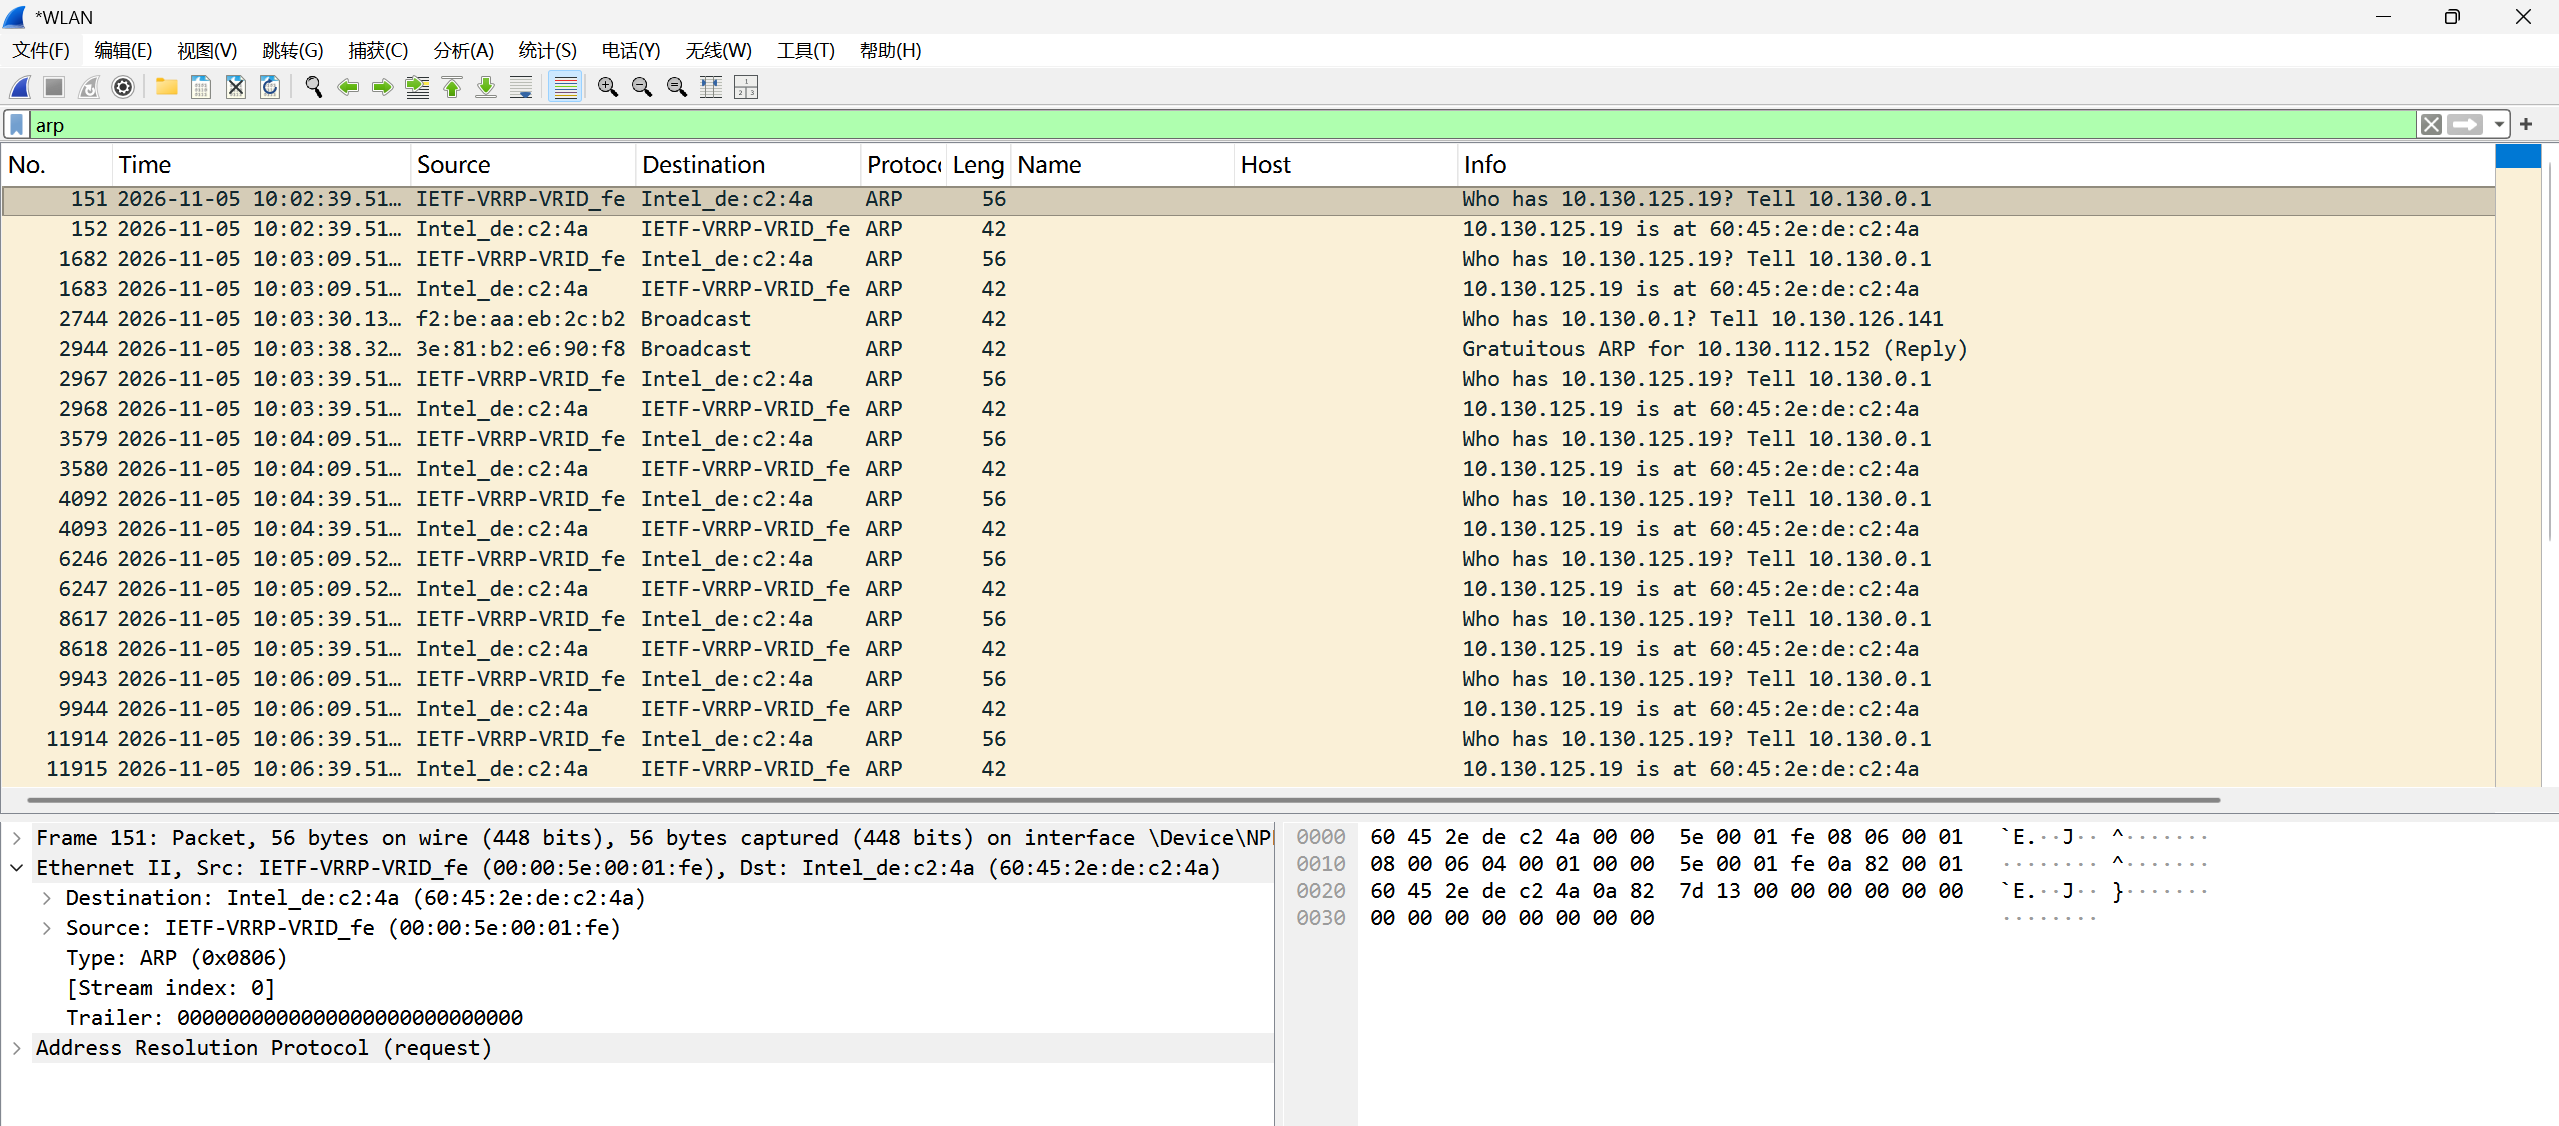 *WLAN
文件(F) 编辑(E) 视图(V) 跳转(G) 捕获(C) 分析(A) 统计(S) 电话(Y) 无线(W) 工具(T) 帮助(H)
arp
No. Time Source Destination Protoc Leng Name Host Info
151 2026-11-05 10:02:39.51… IETF-VRRP-VRID_fe Intel_de:c2:4a ARP 56 Who has 10.130.125.19? Tell 10.130.0.1
152 2026-11-05 10:02:39.51… Intel_de:c2:4a IETF-VRRP-VRID_fe ARP 42 10.130.125.19 is at 60:45:2e:de:c2:4a
1682 2026-11-05 10:03:09.51… IETF-VRRP-VRID_fe Intel_de:c2:4a ARP 56 Who has 10.130.125.19? Tell 10.130.0.1
1683 2026-11-05 10:03:09.51… Intel_de:c2:4a IETF-VRRP-VRID_fe ARP 42 10.130.125.19 is at 60:45:2e:de:c2:4a
2744 2026-11-05 10:03:30.13… f2:be:aa:eb:2c:b2 Broadcast ARP 42 Who has 10.130.0.1? Tell 10.130.126.141
2944 2026-11-05 10:03:38.32… 3e:81:b2:e6:90:f8 Broadcast ARP 42 Gratuitous ARP for 10.130.112.152 (Reply)
2967 2026-11-05 10:03:39.51… IETF-VRRP-VRID_fe Intel_de:c2:4a ARP 56 Who has 10.130.125.19? Tell 10.130.0.1
2968 2026-11-05 10:03:39.51… Intel_de:c2:4a IETF-VRRP-VRID_fe ARP 42 10.130.125.19 is at 60:45:2e:de:c2:4a
3579 2026-11-05 10:04:09.51… IETF-VRRP-VRID_fe Intel_de:c2:4a ARP 56 Who has 10.130.125.19? Tell 10.130.0.1
3580 2026-11-05 10:04:09.51… Intel_de:c2:4a IETF-VRRP-VRID_fe ARP 42 10.130.125.19 is at 60:45:2e:de:c2:4a
4092 2026-11-05 10:04:39.51… IETF-VRRP-VRID_fe Intel_de:c2:4a ARP 56 Who has 10.130.125.19? Tell 10.130.0.1
4093 2026-11-05 10:04:39.51… Intel_de:c2:4a IETF-VRRP-VRID_fe ARP 42 10.130.125.19 is at 60:45:2e:de:c2:4a
6246 2026-11-05 10:05:09.52… IETF-VRRP-VRID_fe Intel_de:c2:4a ARP 56 Who has 10.130.125.19? Tell 10.130.0.1
6247 2026-11-05 10:05:09.52… Intel_de:c2:4a IETF-VRRP-VRID_fe ARP 42 10.130.125.19 is at 60:45:2e:de:c2:4a
8617 2026-11-05 10:05:39.51… IETF-VRRP-VRID_fe Intel_de:c2:4a ARP 56 Who has 10.130.125.19? Tell 10.130.0.1
8618 2026-11-05 10:05:39.51… Intel_de:c2:4a IETF-VRRP-VRID_fe ARP 42 10.130.125.19 is at 60:45:2e:de:c2:4a
9943 2026-11-05 10:06:09.51… IETF-VRRP-VRID_fe Intel_de:c2:4a ARP 56 Who has 10.130.125.19? Tell 10.130.0.1
9944 2026-11-05 10:06:09.51… Intel_de:c2:4a IETF-VRRP-VRID_fe ARP 42 10.130.125.19 is at 60:45:2e:de:c2:4a
11914 2026-11-05 10:06:39.51… IETF-VRRP-VRID_fe Intel_de:c2:4a ARP 56 Who has 10.130.125.19? Tell 10.130.0.1
11915 2026-11-05 10:06:39.51… Intel_de:c2:4a IETF-VRRP-VRID_fe ARP 42 10.130.125.19 is at 60:45:2e:de:c2:4a
Frame 151: Packet, 56 bytes on wire (448 bits), 56 bytes captured (448 bits) on interface \Device\NP
Ethernet II, Src: IETF-VRRP-VRID_fe (00:00:5e:00:01:fe), Dst: Intel_de:c2:4a (60:45:2e:de:c2:4a)
Destination: Intel_de:c2:4a (60:45:2e:de:c2:4a)
Source: IETF-VRRP-VRID_fe (00:00:5e:00:01:fe)
Type: ARP (0x0806)
[Stream index: 0]
Trailer: 0000000000000000000000000000
Address Resolution Protocol (request)
0000 60 45 2e de c2 4a 00 00 5e 00 01 fe 08 06 00 01 `E.··J·· ^·······
0010 08 00 06 04 00 01 00 00 5e 00 01 fe 0a 82 00 01 ········ ^·······
0020 60 45 2e de c2 4a 0a 82 7d 13 00 00 00 00 00 00 `E.··J·· }·······
0030 00 00 00 00 00 00 00 00 ········